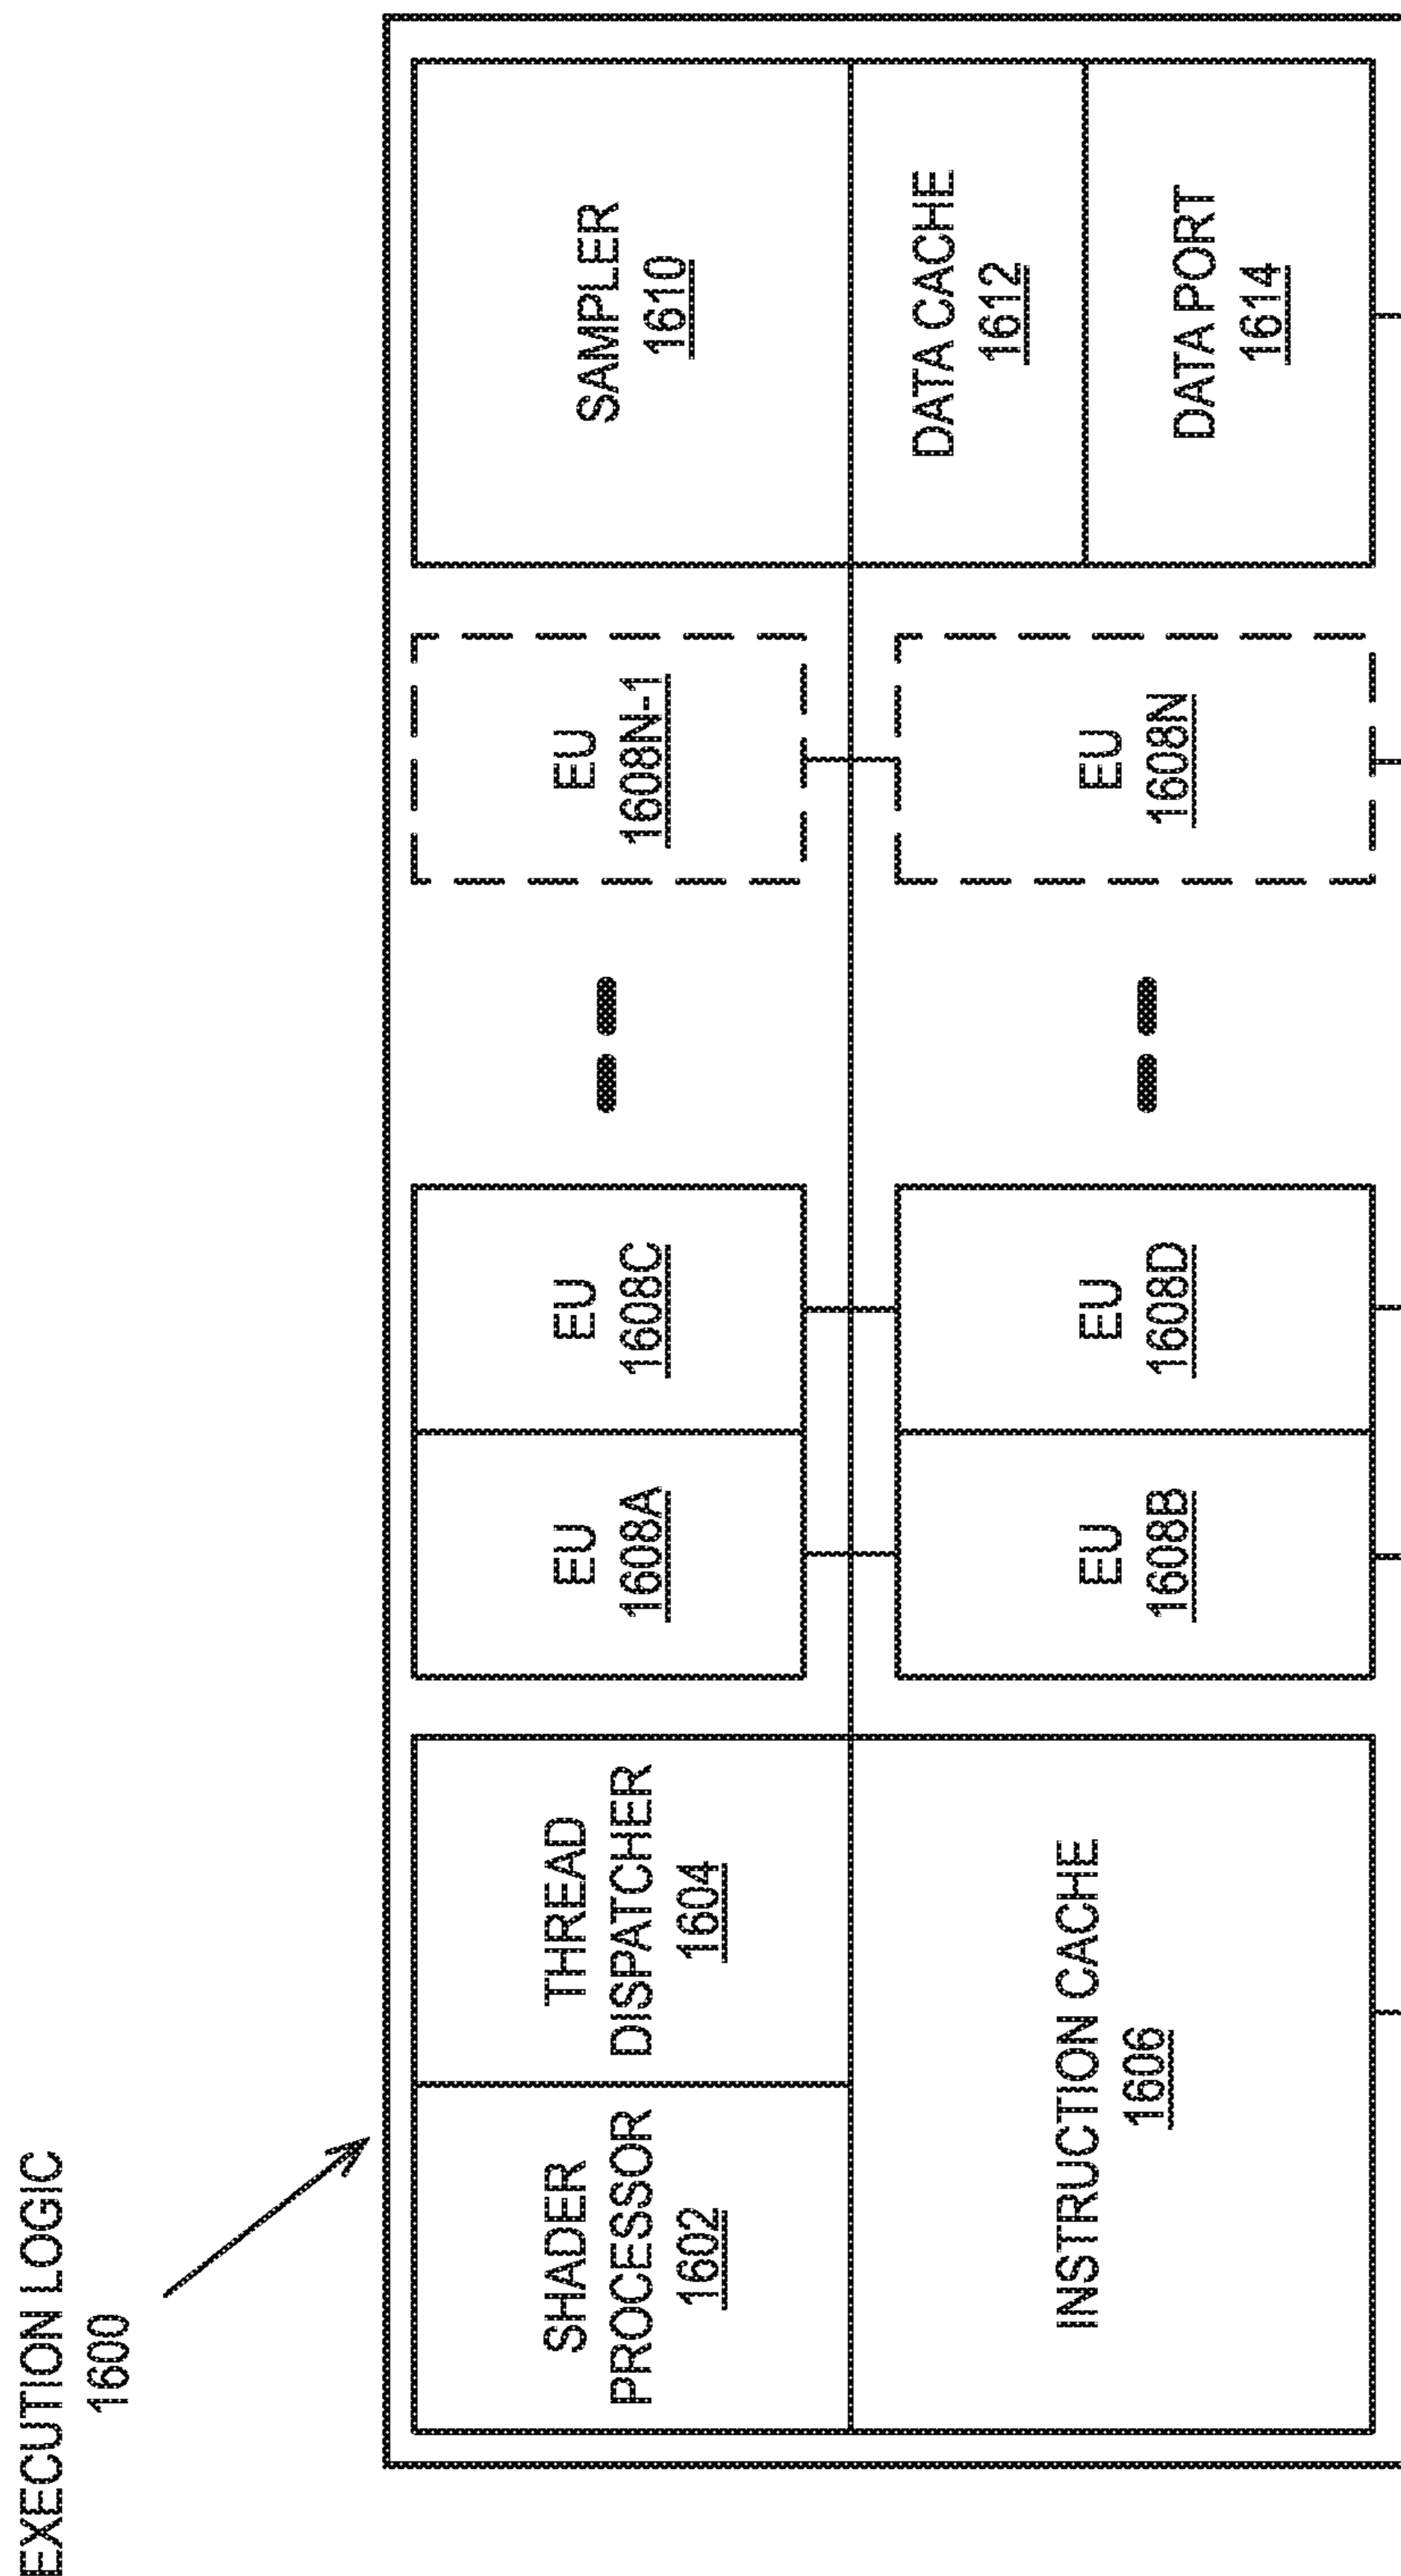 EXECUTION LOGIC
1600
SHADER
PROCESSOR
1602
THREAD
DISPATCHER
1604
INSTRUCTION CACHE
1606
EU
1608A
EU
1608C
EU
1608B
EU
1608D
EU
1608N-1
EU
1608N
SAMPLER
1610
DATA CACHE
1612
DATA PORT
1614